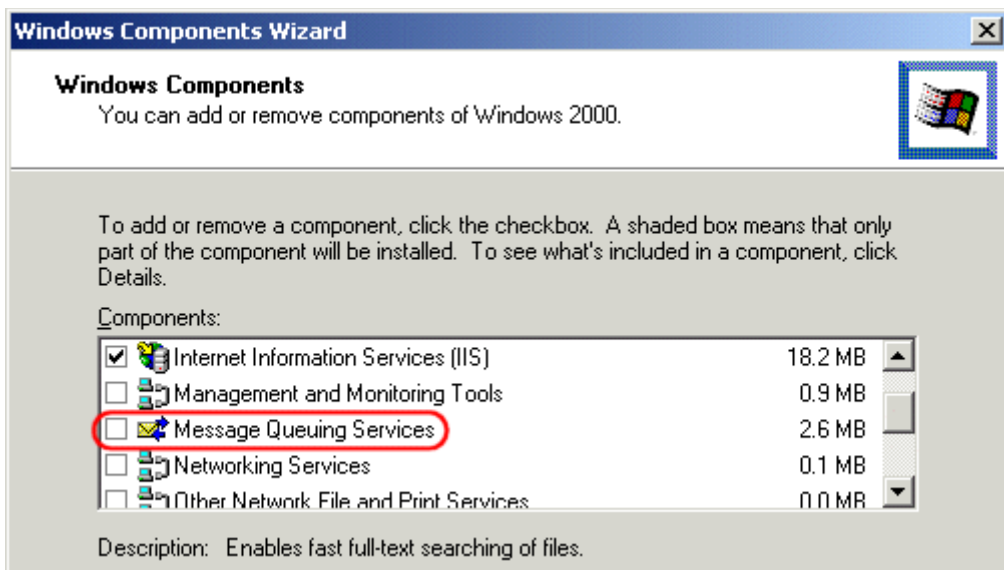 Windows Components Wizard
Windows Components
You can add or remove components of Windows 2000.
To add or remove a component, click the checkbox. A shaded box means that only
part of the component will be installed. To see what's included in a component, click
Details.
Components:
Internet Information Services (IIS) 18.2 MB
Management and Monitoring Tools 0.9 MB
Message Queuing Services 2.6 MB
Networking Services 0.1 MB
Other Network File and Print Services 0.0 MB
Description: Enables fast full-text searching of files.